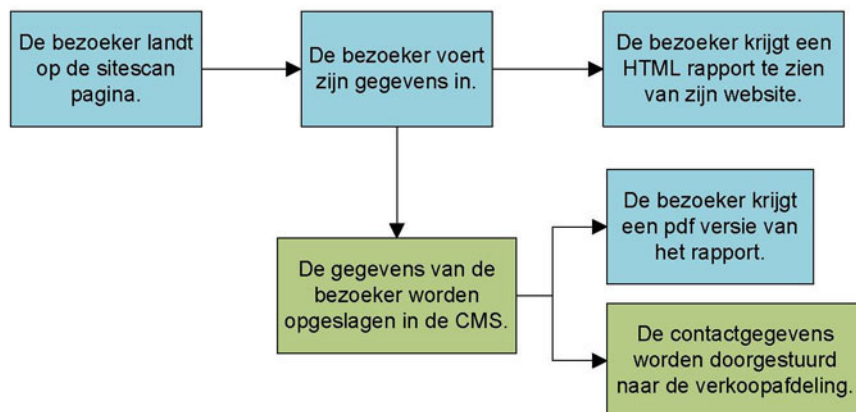 De bezoeker landt
op de sitescan
pagina.
De bezoeker voert
zijn gegevens in.
De bezoeker krijgt een
HTML rapport te zien
van zijn website.
De bezoeker krijgt
een pdf versie van
het rapport.
De gegevens van de
bezoeker worden
opgeslagen in de CMS.
De contactgegevens
worden doorgestuurd
naar de verkoopafdeling.